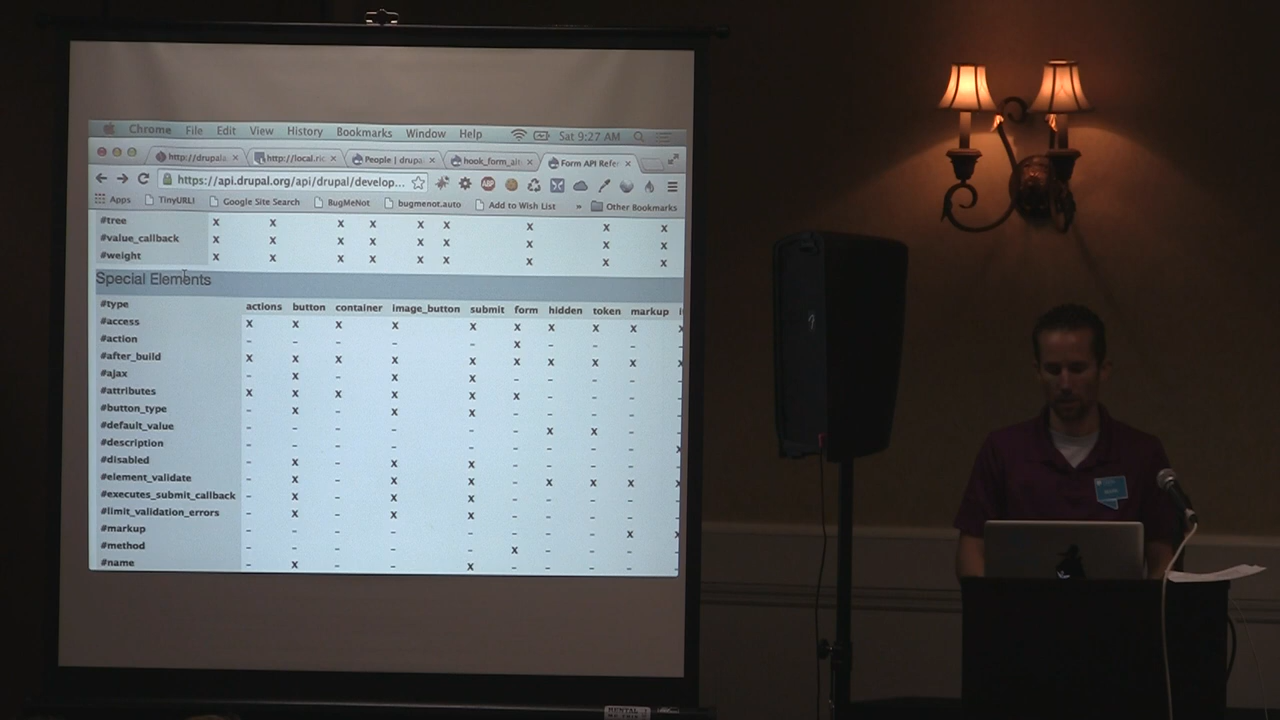 Chrome File Edit View History Bookmarks Window Help Sat 9:27 AM
http://drupal http://local.ric People | drupa hook_form_alt Form API Refer
https://api.drupal.org/api/drupal/develop...
Apps TinyURL! Google Site Search BugMeNot bugmenot.auto Add to Wish List » Other Bookmarks
#tree x x x x x x x x x
#value_callback x x x x x x x x x
#weight x x x x x x x x x
Special Elements
#type actions button container image_button submit form hidden token markup
#access x x x x x x x x x
#action - - - - - x - - -
#after_build x x x x x x x x x
#ajax - x - x x - - - -
#attributes x x x x x x - - -
#button_type - x - x x - - - -
#default_value - - - - - - x x -
#description - - - - - - - - -
#disabled - x - x x - - - -
#element_validate - x - x x - x x x
#executes_submit_callback - x - x x - - - -
#limit_validation_errors - x - x x - - - -
#markup - - - - - - - - x
#method - - - - - x - - -
#name - x - - x - - - -